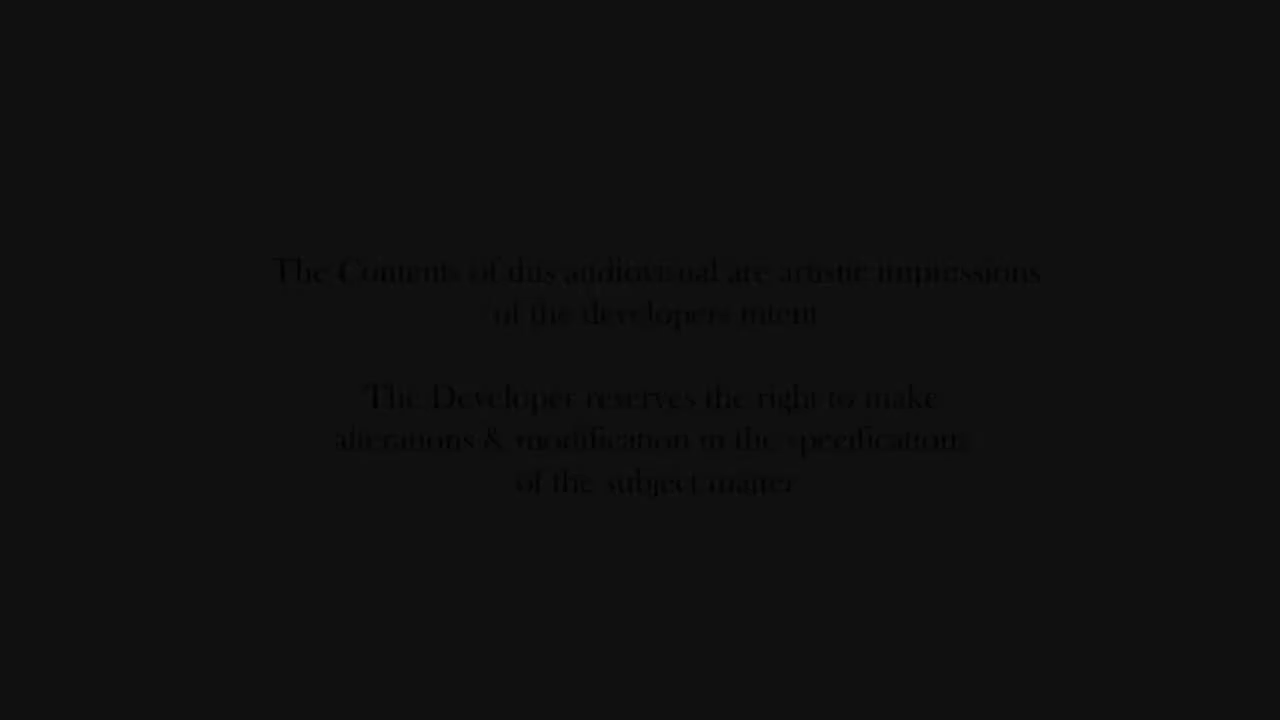 The Contents of this audiovisual are artistic impressions
of the developers intent
The Developer reserves the right to make
alterations & modification in the specifications
of the subject matter